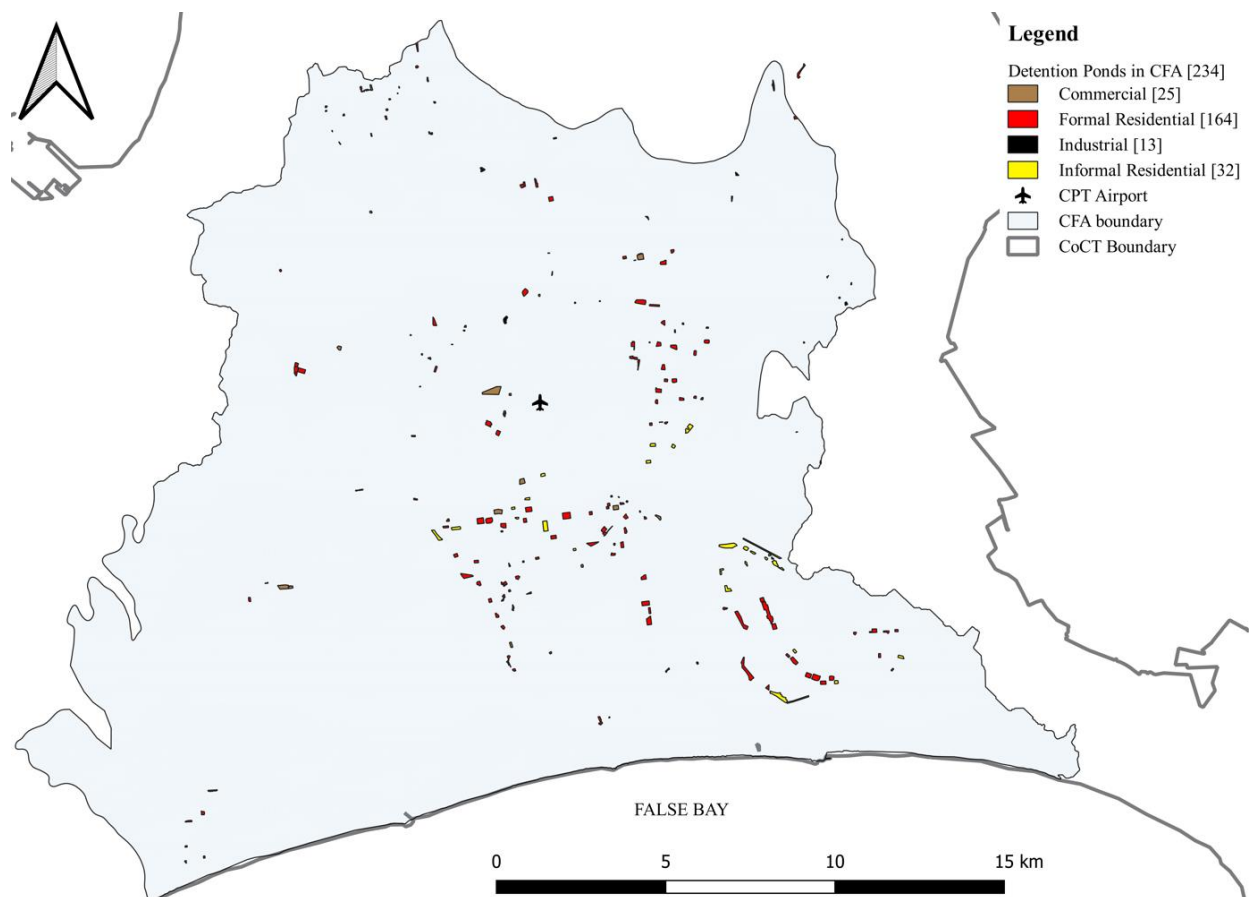 Legend
Detention Ponds in CFA [234]
Commercial [25]
Formal Residential [164]
Industrial [13]
Informal Residential [32]
CPT Airport
CFA boundary
CoCT Boundary
FALSE BAY
0 5 10 15 km